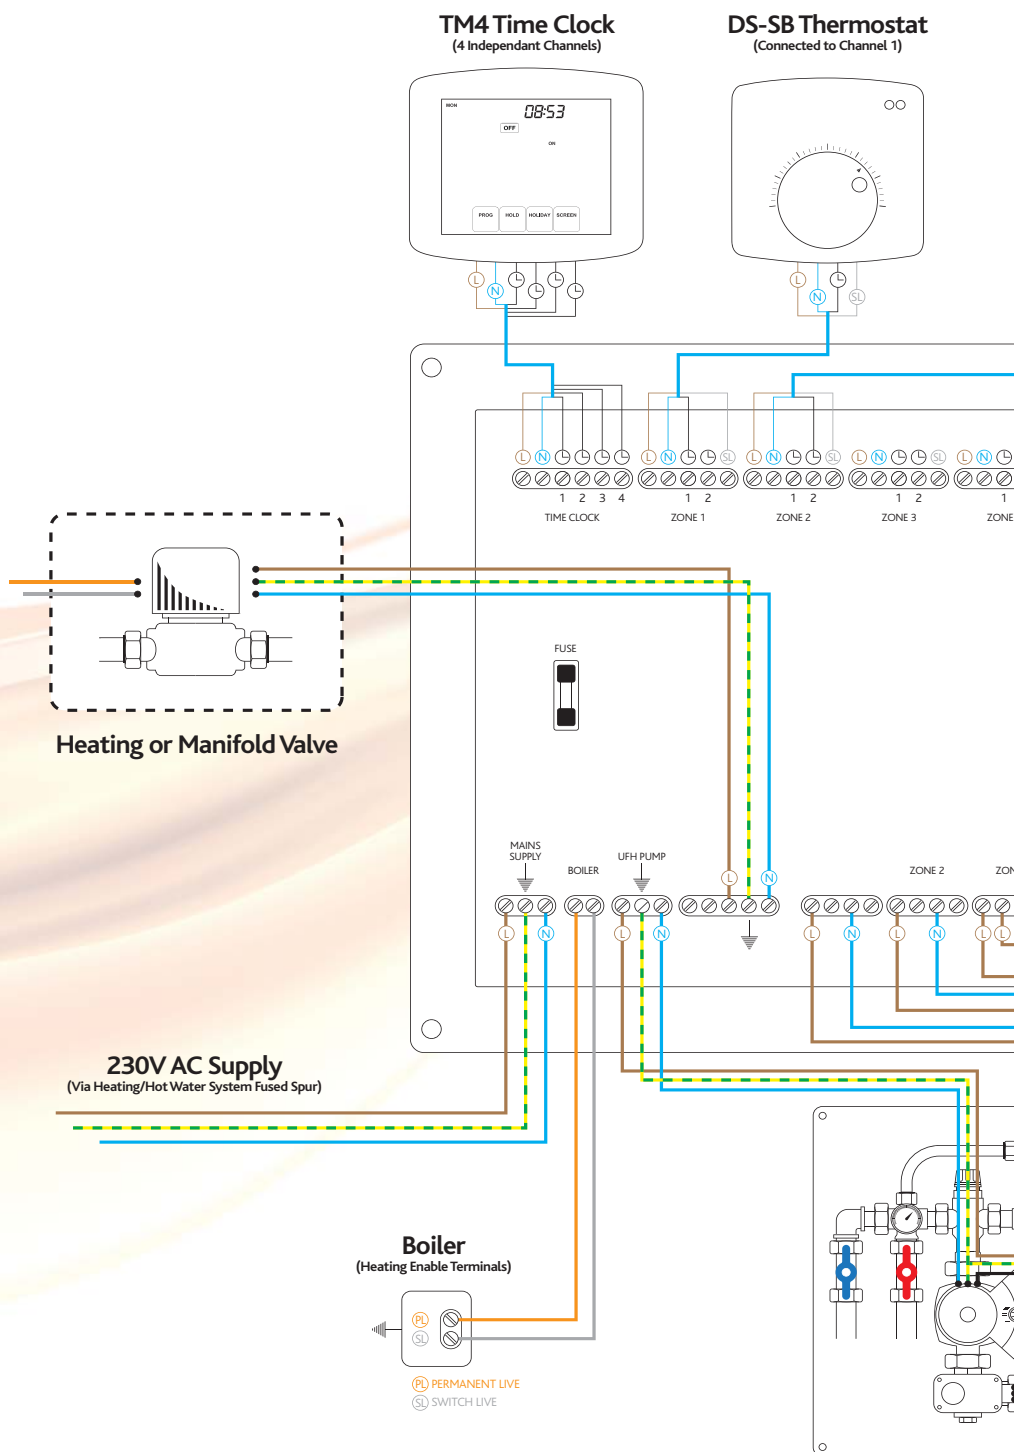 TM4 Time Clock
(4 Independant Channels)
DS-SB Thermostat
(Connected to Channel 1)
MON
08:53
OFF
ON
PROG HOLD HOLIDAY SCREEN
L N
L N SL
L N L N SL L N SL L N SL L N
1 2 3 4 1 2 1 2 1 2 1
TIME CLOCK ZONE 1 ZONE 2 ZONE 3 ZONE
FUSE
Heating or Manifold Valve
MAINS
SUPPLY
BOILER
UFH PUMP
ZONE 2
ZON
L N
L N L N L N L N L L
230V AC Supply
(Via Heating/Hot Water System Fused Spur)
Boiler
(Heating Enable Terminals)
PL
SL
PL PERMANENT LIVE
SL SWITCH LIVE